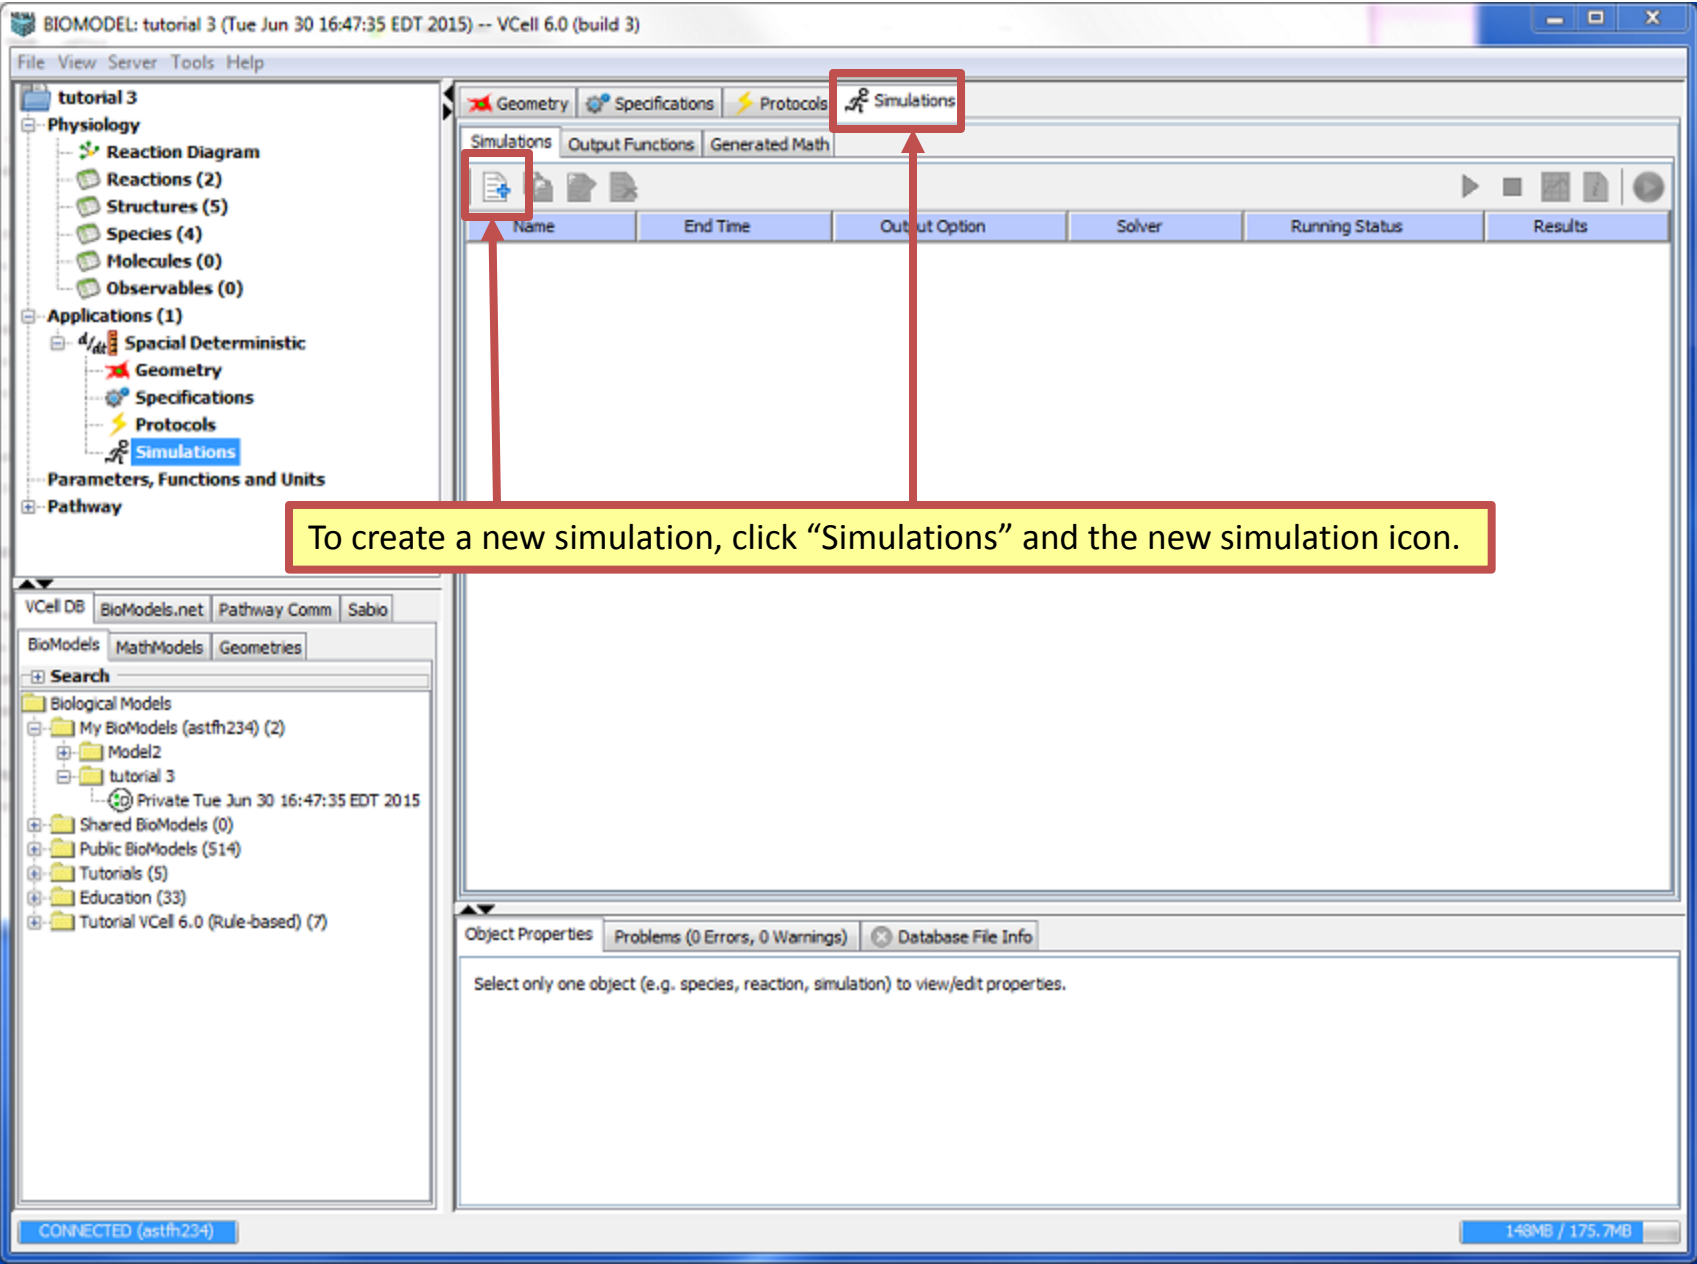 BIOMODEL: tutorial 3 (Tue Jun 30 16:47:35 EDT 2015) -- VCell 6.0 (build 3)
File View Server Tools Help
tutorial 3
Physiology
Reaction Diagram
Reactions (2)
Structures (5)
Species (4)
Molecules (0)
Observables (0)
Applications (1)
d/dt Spacial Deterministic
Geometry
Specifications
Protocols
Simulations
Parameters, Functions and Units
Pathway
Geometry Specifications Protocols Simulations
Simulations Output Functions Generated Math
Name End Time Output Option Solver Running Status Results
To create a new simulation, click “Simulations” and the new simulation icon.
VCell DB BioModels.net Pathway Comm Sabio
BioModels MathModels Geometries
Search
Biological Models
My BioModels (astfh234) (2)
Model2
tutorial 3
Private Tue Jun 30 16:47:35 EDT 2015
Shared BioModels (0)
Public BioModels (514)
Tutorials (5)
Education (33)
Tutorial VCell 6.0 (Rule-based) (7)
Object Properties Problems (0 Errors, 0 Warnings) Database File Info
Select only one object (e.g. species, reaction, simulation) to view/edit properties.
CONNECTED (astfh234)
148MB / 175.7MB